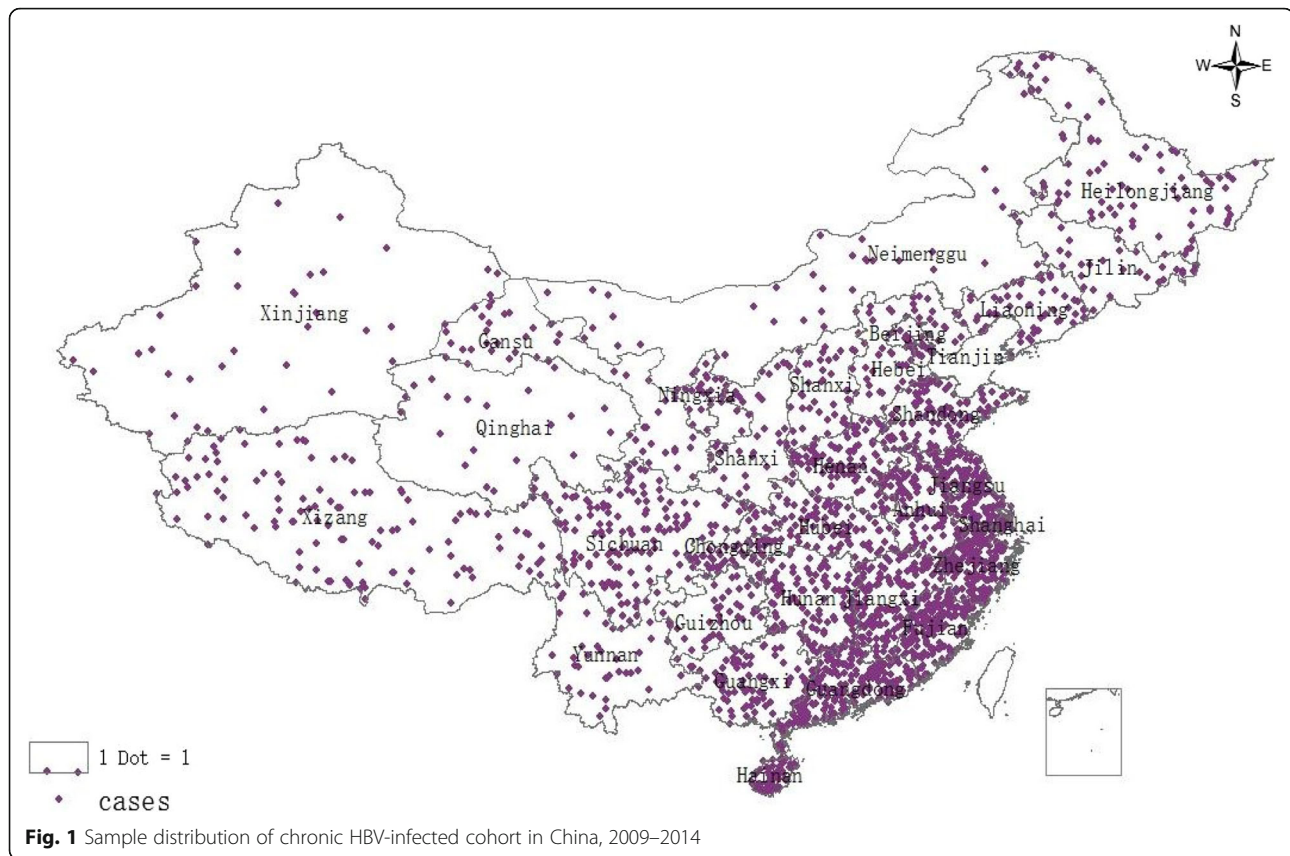 N
W E
S
Heilongjiang
Neimenggu
Jilin
Xinjiang
Liaoning
Beijing
Gansu
Tianjin
Hebei
Shanxi
Ningxia
Shandong
Qinghai
Shanxi
Henan
Jiangsu
Anhui
Xizang
Hubei
Shanghai
Sichuan
Chongqing
Zhejiang
Hunan
Jiangxi
Guizhou
Fujian
Yunnan
Guangxi
Guangdong
1 Dot = 1
Hainan
cases
Fig. 1 Sample distribution of chronic HBV-infected cohort in China, 2009–2014